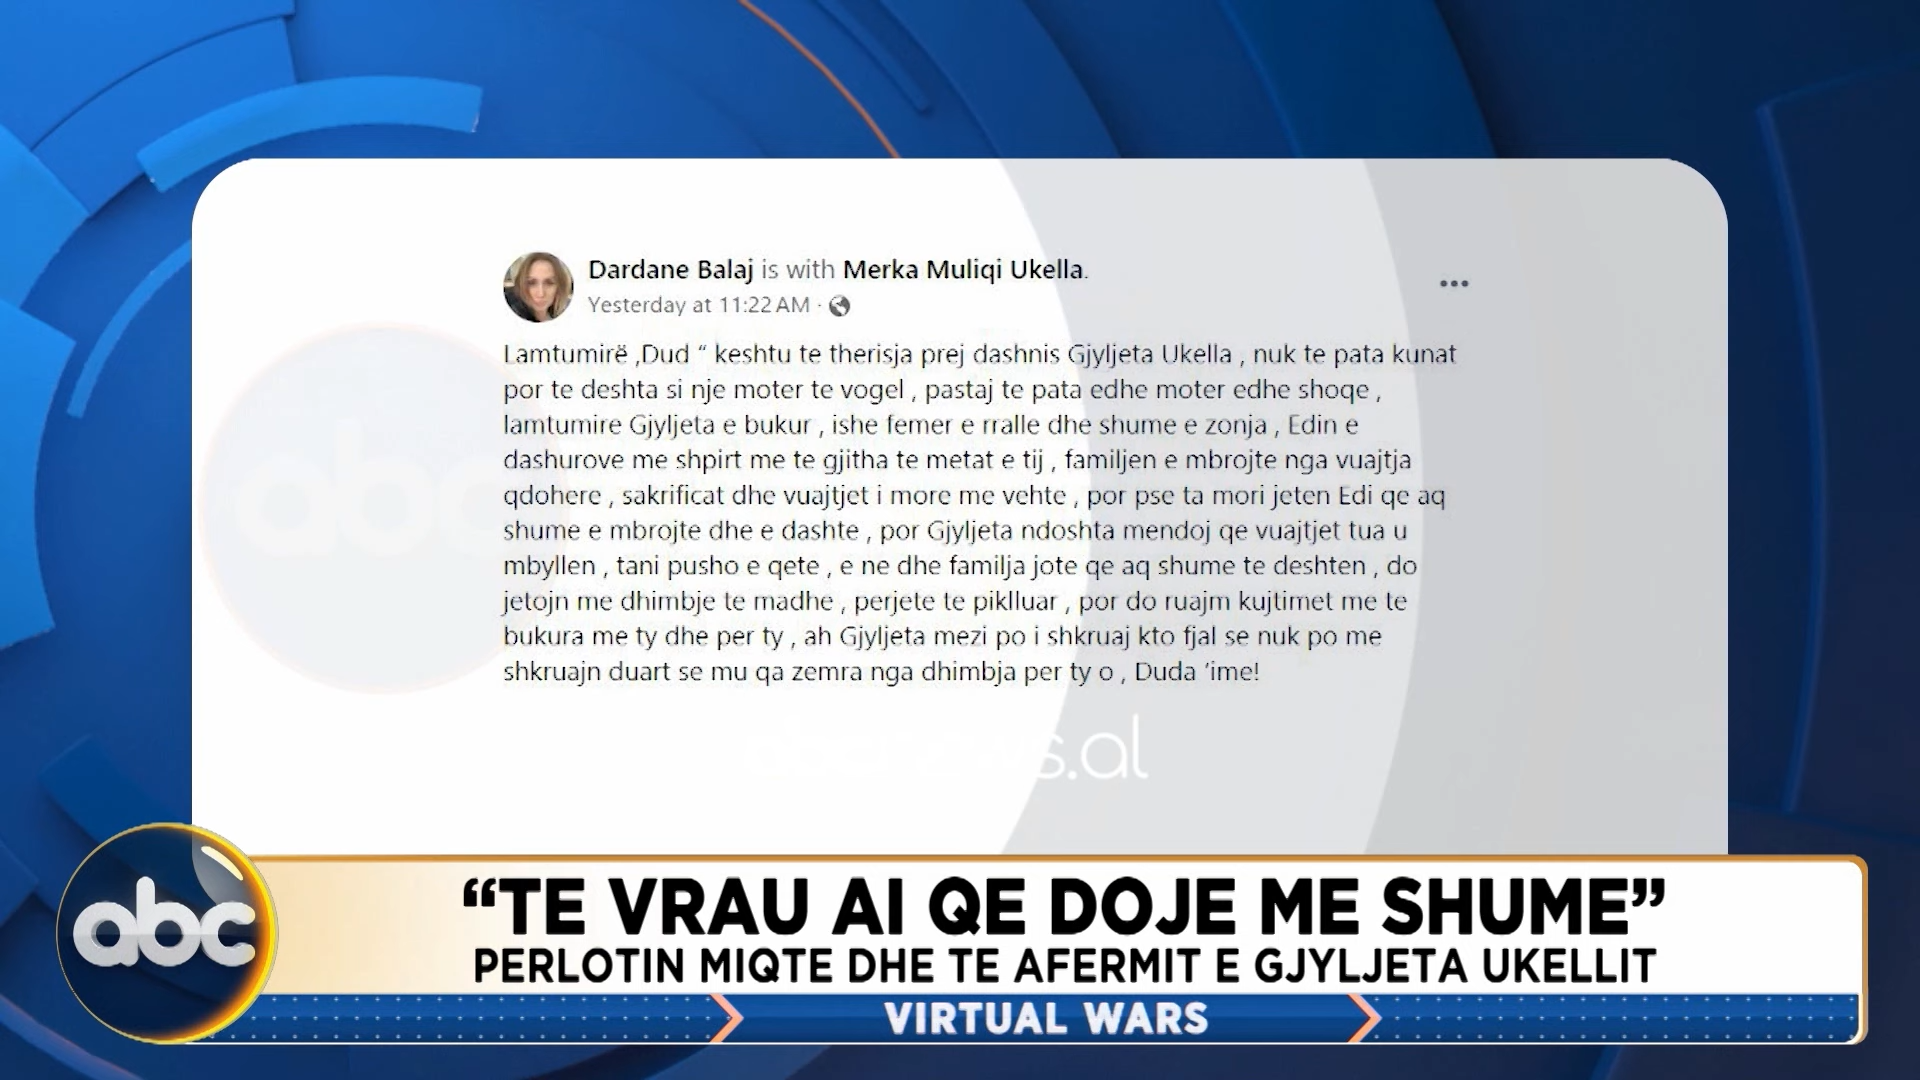 Dardane Balaj is with Merka Muliqi Ukella.
Yesterday at 11:22 AM ·
Lamtumirë ,Dud “ keshtu te therisja prej dashnis Gjyljeta Ukella , nuk te pata kunat
por te deshta si nje moter te vogel , pastaj te pata edhe moter edhe shoqe ,
lamtumire Gjyljeta e bukur , ishe femer e rralle dhe shume e zonja , Edin e
dashurove me shpirt me te gjitha te metat e tij , familjen e mbrojte nga vuajtja
qdohere , sakrificat dhe vuajtjet i more me vehte , por pse ta mori jeten Edi qe aq
shume e mbrojte dhe e dashte , por Gjyljeta ndoshta mendoj qe vuajtjet tua u
mbyllen , tani pusho e qete , e ne dhe familja jote qe aq shume te deshten , do
jetojn me dhimbje te madhe , perjete te piklluar , por do ruajm kujtimet me te
bukura me ty dhe per ty , ah Gjyljeta mezi po i shkruaj kto fjal se nuk po me
shkruajn duart se mu qa zemra nga dhimbja per ty o , Duda ‘ime!
abc
“TE VRAU AI QE DOJE ME SHUME”
PERLOTIN MIQTE DHE TE AFERMIT E GJYLJETA UKELLIT
abc
VIRTUAL WARS